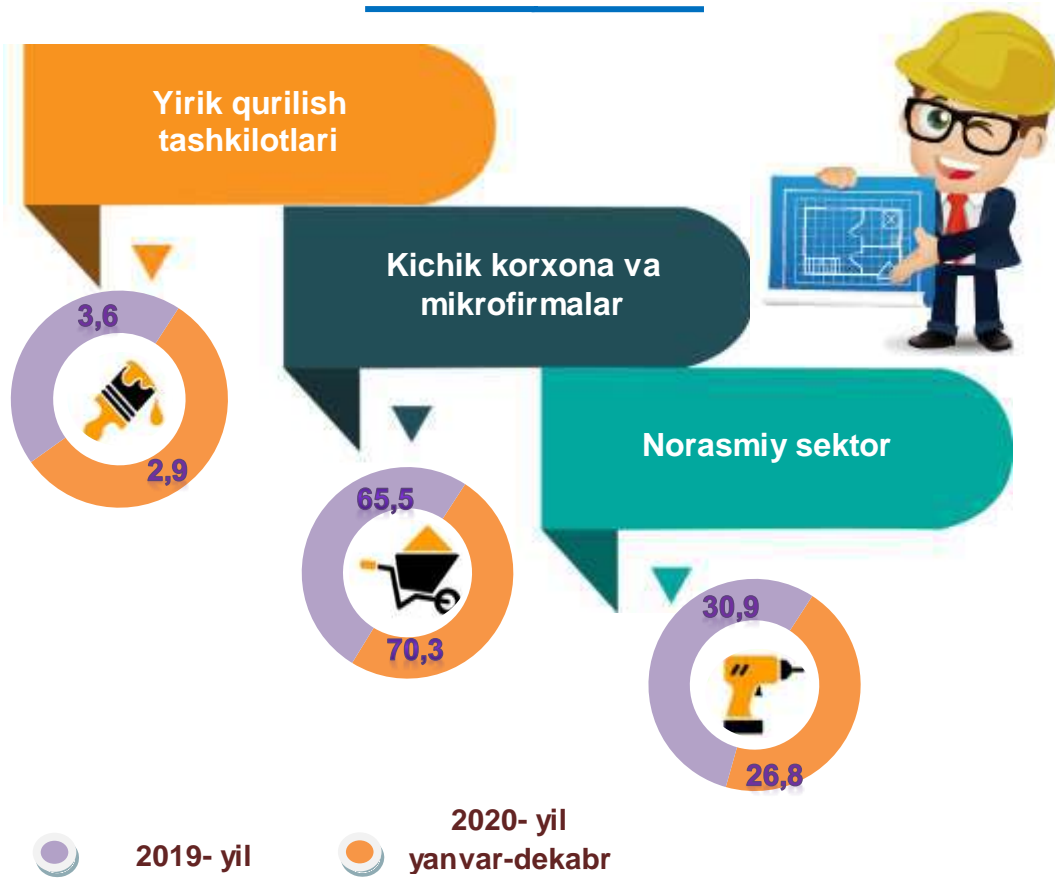 Yirik qurilish
tashkilotlari
Kichik korxona va
mikrofirmalar
Norasmiy sektor
3,6
2,9
65,5
70,3
30,9
26,8
2019- yil
2020- yil
yanvar-dekabr